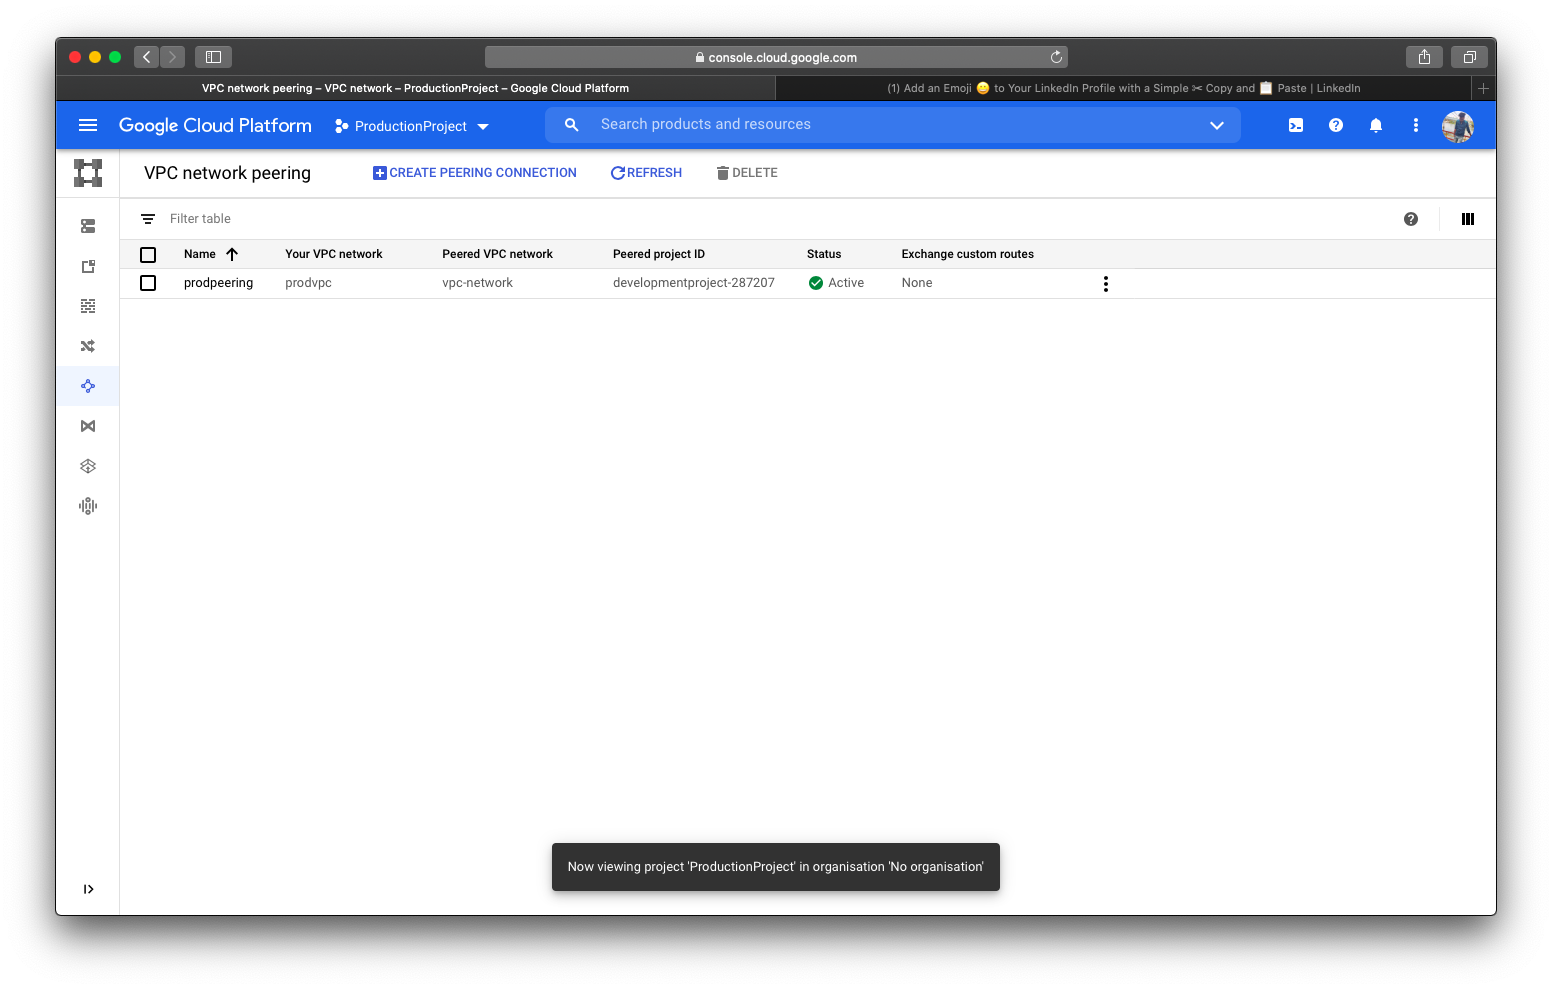 console.cloud.google.com
VPC network peering – VPC network – ProductionProject – Google Cloud Platform
(1) Add an Emoji 😀 to Your LinkedIn Profile with a Simple ✂ Copy and 📋 Paste | LinkedIn
Google Cloud Platform
ProductionProject
Search products and resources
VPC network peering
CREATE PEERING CONNECTION
REFRESH
DELETE
Filter table
Name Your VPC network Peered VPC network Peered project ID Status Exchange custom routes
prodpeering prodvpc vpc-network developmentproject-287207 Active None
Now viewing project 'ProductionProject' in organisation 'No organisation'